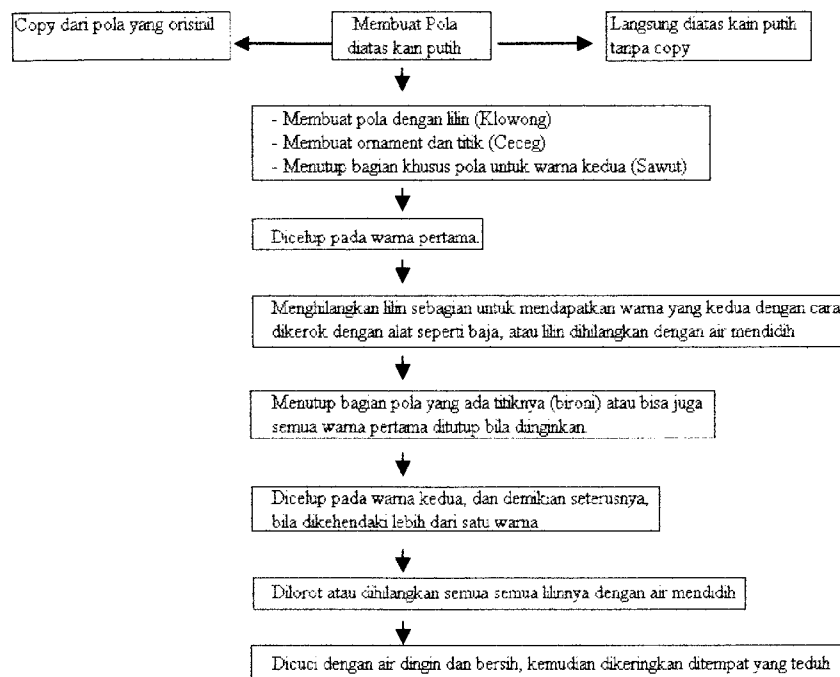 Copy dari pola yang orisinil
Membuat Pola
diatas kain putih
Langsung diatas kain putih
tanpa copy
- Membuat pola dengan lilin (Klowong)
- Membuat ornament dan titik (Ceceg)
- Menutup bagian khusus pola untuk warna kedua (Sawut)
Dicelup pada warna pertama.
Menghilangkan lilin sebagian untuk mendapatkan warna yang kedua dengan cara
dikerok dengan alat seperti baja, atau lilin dihilangkan dengan air mendidih
Menutup bagian pola yang ada titiknya (bironi) atau bisa juga
semua warna pertama ditutup bila diinginkan
Dicelup pada warna kedua, dan demikian seterusnya,
bila dikehendaki lebih dari satu warna
Dilorot atau dihilangkan semua semua lilinnya dengan air mendidih
Dicuci dengan air dingin dan bersih, kemudian dikeringkan ditempat yang teduh